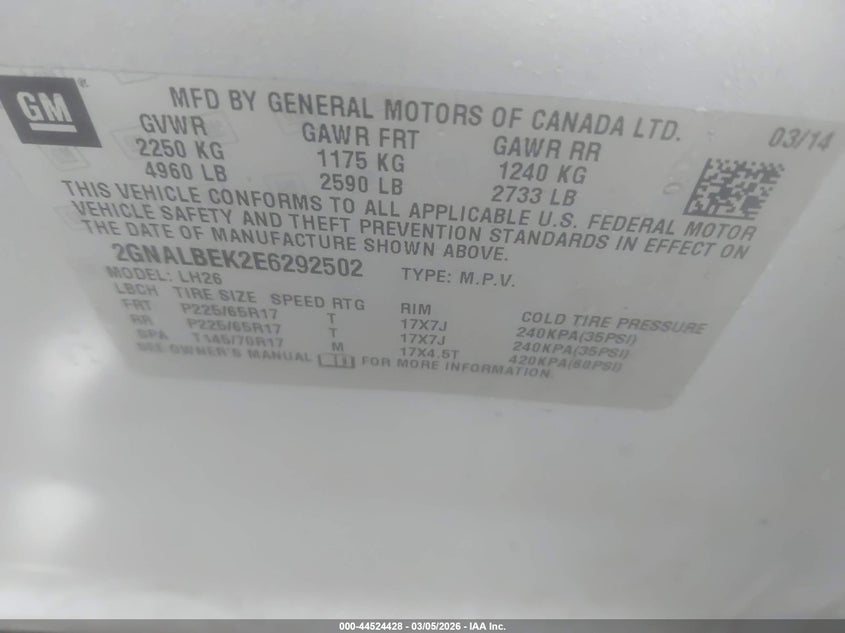 GM®
MFD BY GENERAL MOTORS OF CANADA LTD.
03/14
GVWR GAWR FRT GAWR RR
2250 KG 1175 KG 1240 KG
4960 LB 2590 LB 2733 LB
THIS VEHICLE CONFORMS TO ALL APPLICABLE U.S. FEDERAL MOTOR
VEHICLE SAFETY AND THEFT PREVENTION STANDARDS IN EFFECT ON
THE DATE OF MANUFACTURE SHOWN ABOVE.
2GNALBEK2E6292502 TYPE: M.P.V.
MODEL: LH26
LBCH TIRE SIZE SPEED RTG RIM COLD TIRE PRESSURE
FRT P225/65R17 T 17X7J 240KPA(35PSI)
RR P225/65R17 T 17X7J 240KPA(35PSI)
SPA T145/70R17 M 17X4.5T 420KPA(60PSI)
SEE OWNER'S MANUAL FOR MORE INFORMATION.
000-44524428 - 03/05/2026 - IAA Inc.